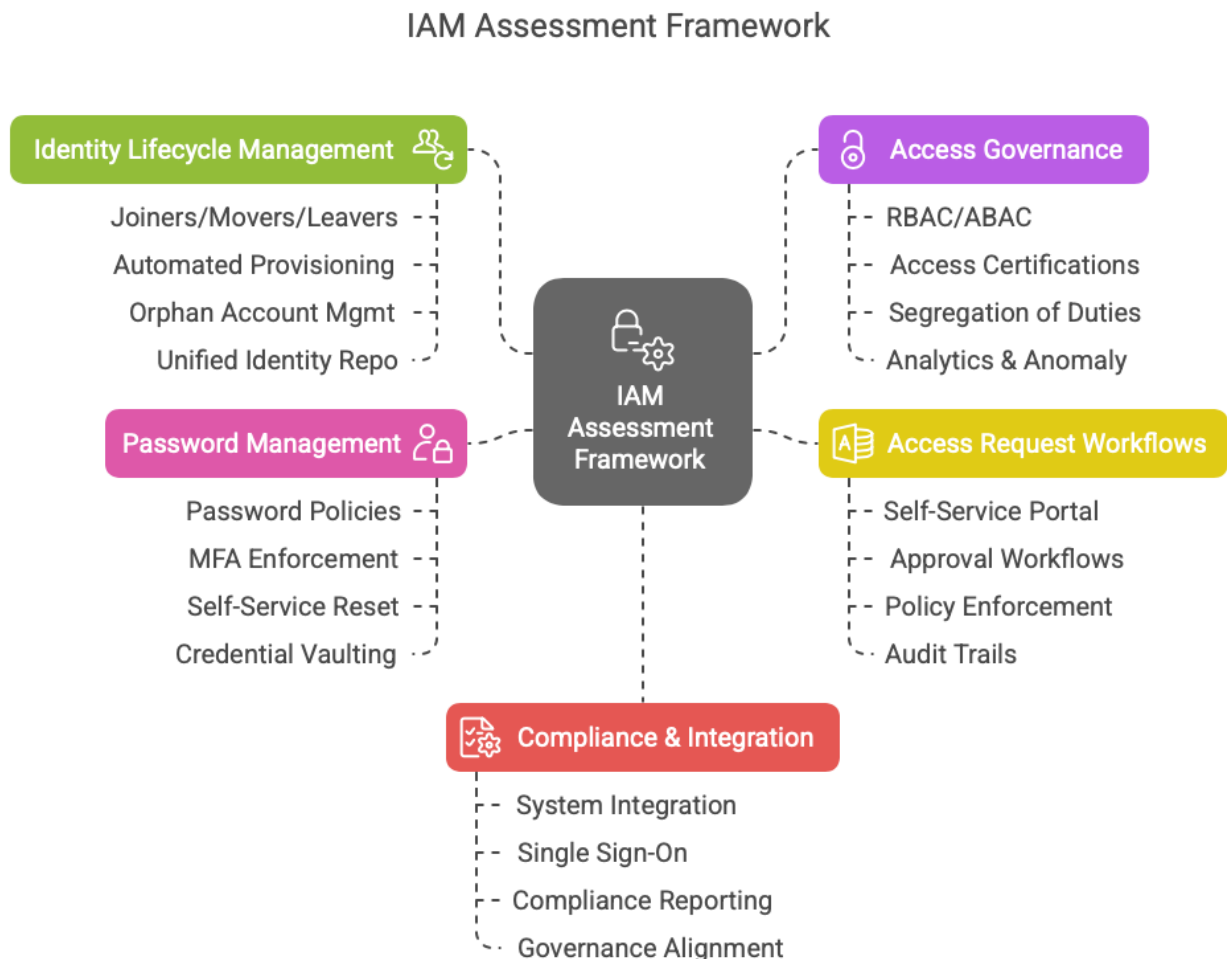 IAM Assessment Framework
Identity Lifecycle Management
Joiners/Movers/Leavers
Automated Provisioning
Orphan Account Mgmt
Unified Identity Repo
Password Management
Password Policies
MFA Enforcement
Self-Service Reset
Credential Vaulting
IAM
Assessment
Framework
Access Governance
RBAC/ABAC
Access Certifications
Segregation of Duties
Analytics & Anomaly
A
Access Request Workflows
Self-Service Portal
Approval Workflows
Policy Enforcement
Audit Trails
Compliance & Integration
System Integration
Single Sign-On
Compliance Reporting
Governance Alignment